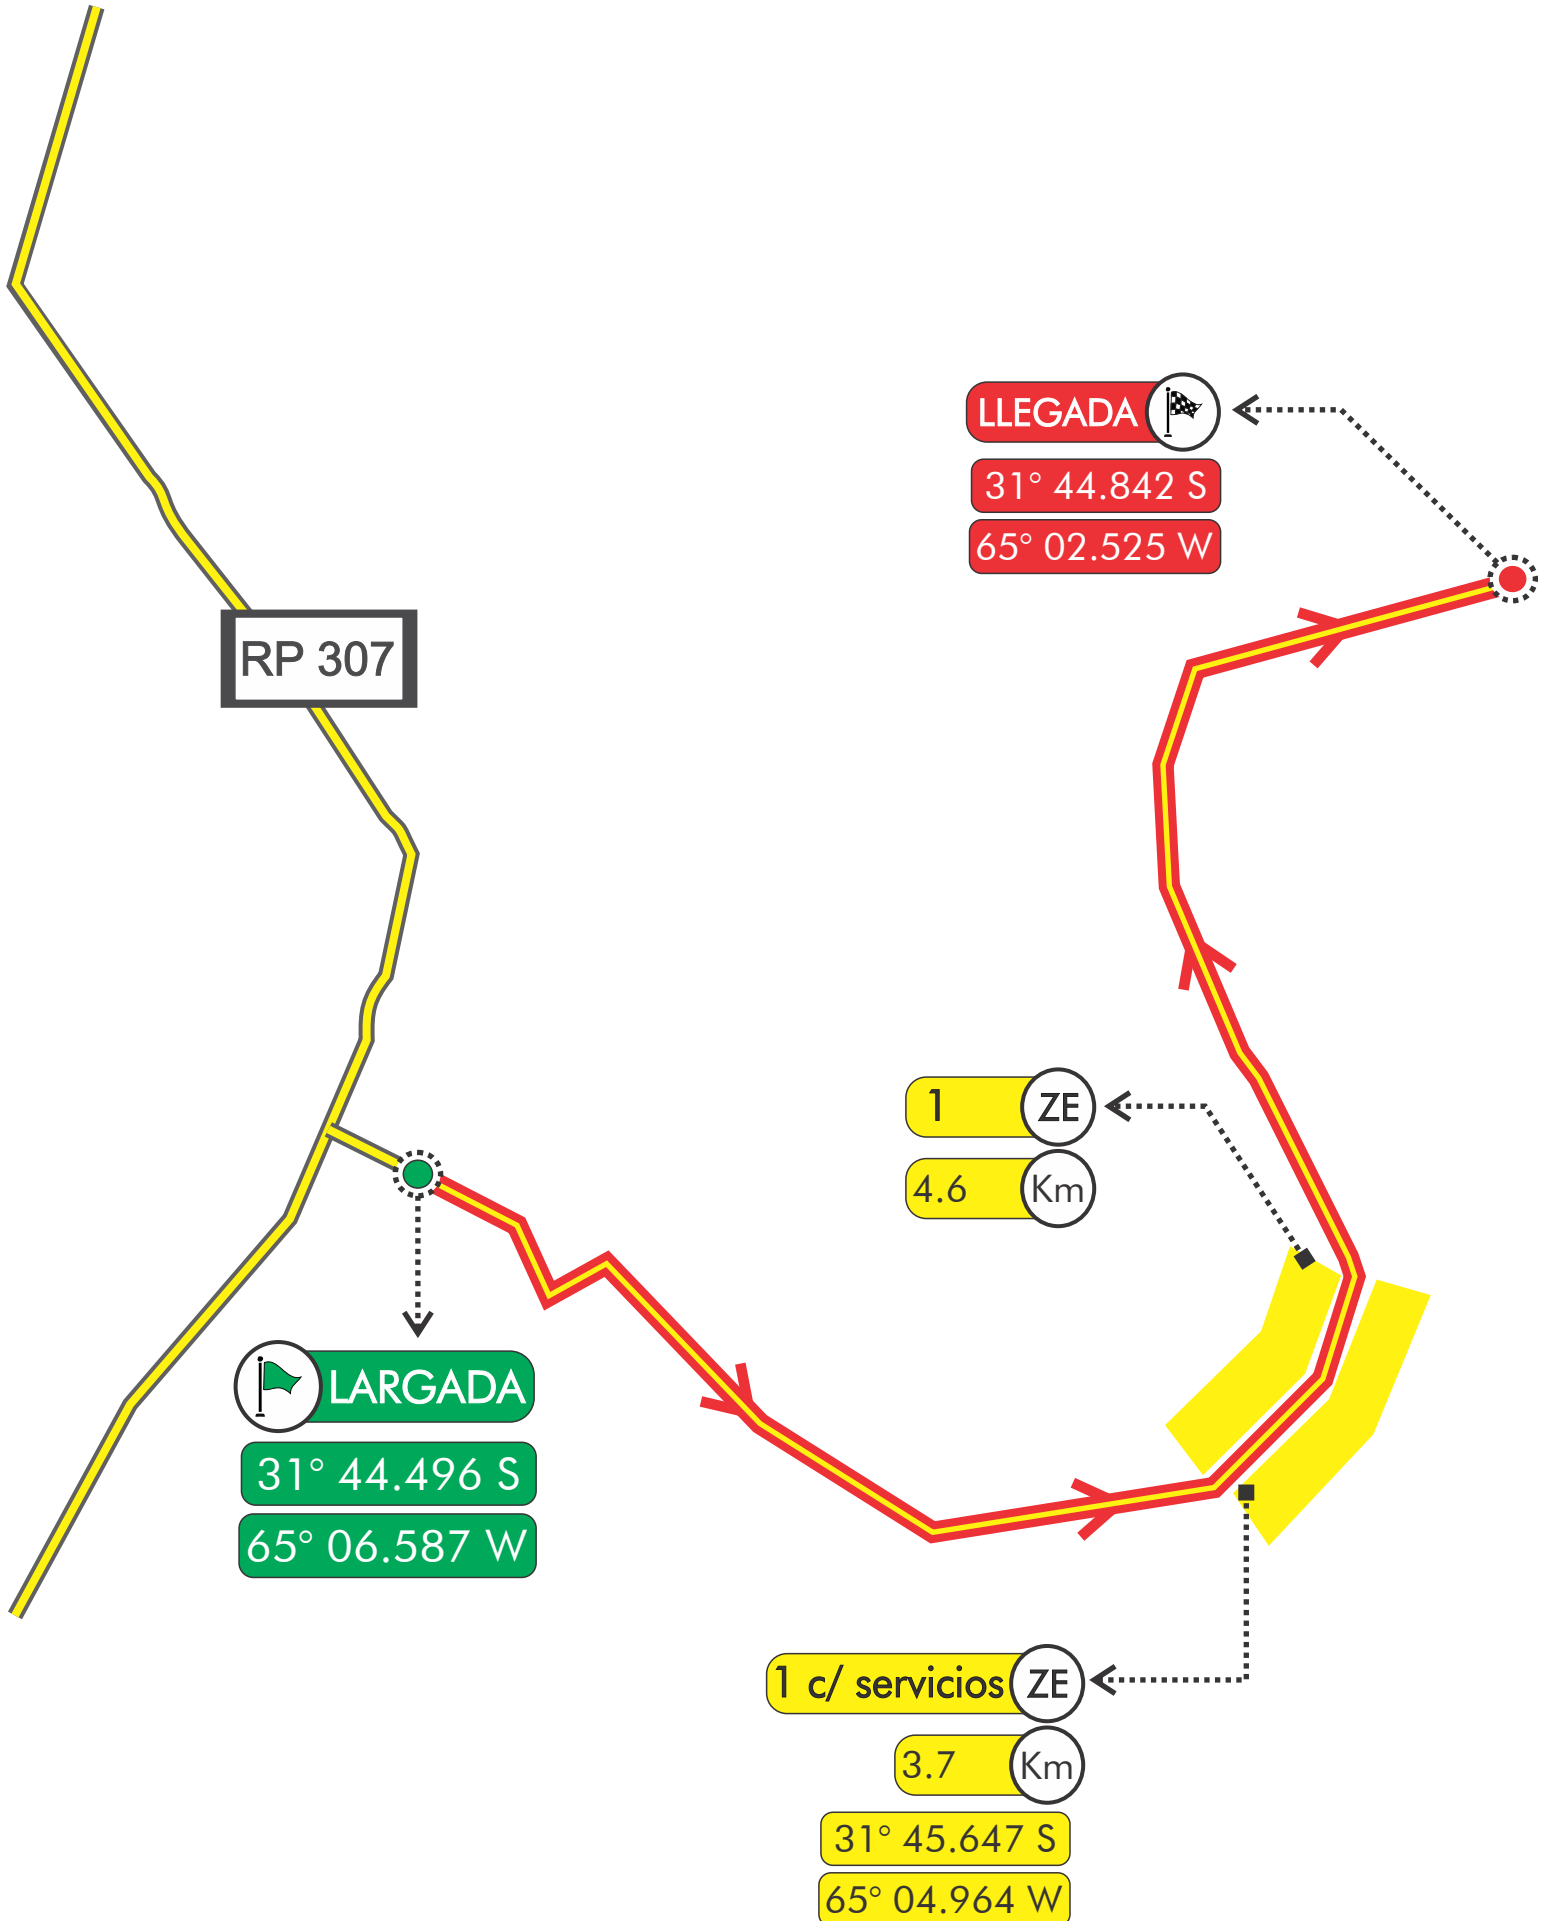 LLEGADA
31° 44.842 S
65° 02.525 W
RP 307
1 ZE
4.6 Km
LARGADA
31° 44.496 S
65° 06.587 W
1 c/ servicios ZE
3.7 Km
31° 45.647 S
65° 04.964 W